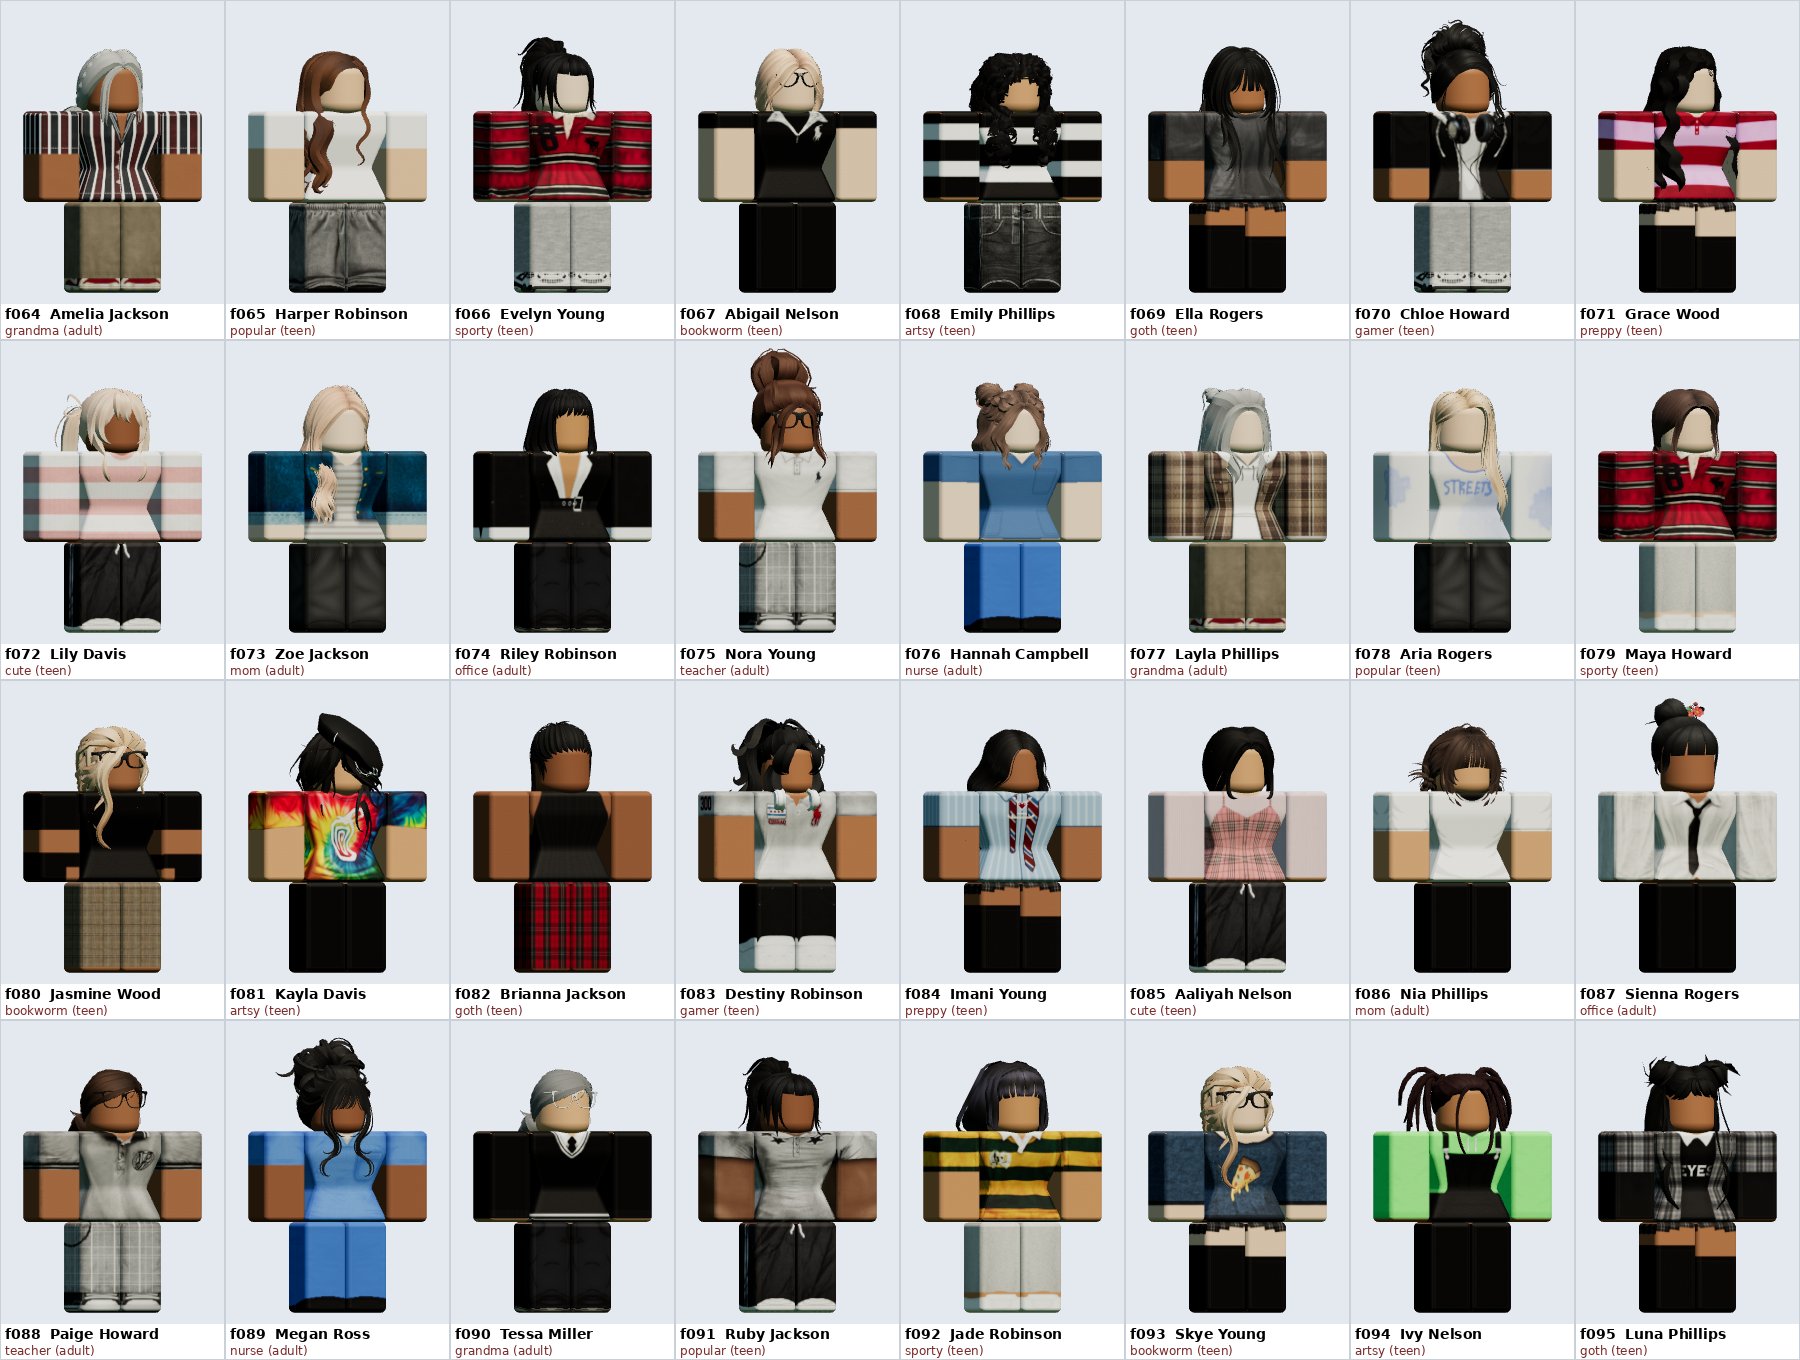 f064 Amelia Jackson
grandma (adult)
f065 Harper Robinson
popular (teen)
f066 Evelyn Young
sporty (teen)
f067 Abigail Nelson
bookworm (teen)
f068 Emily Phillips
artsy (teen)
f069 Ella Rogers
goth (teen)
f070 Chloe Howard
gamer (teen)
f071 Grace Wood
preppy (teen)
STREETS
f072 Lily Davis
cute (teen)
f073 Zoe Jackson
mom (adult)
f074 Riley Robinson
office (adult)
f075 Nora Young
teacher (adult)
f076 Hannah Campbell
nurse (adult)
f077 Layla Phillips
grandma (adult)
f078 Aria Rogers
popular (teen)
f079 Maya Howard
sporty (teen)
300
f080 Jasmine Wood
bookworm (teen)
f081 Kayla Davis
artsy (teen)
f082 Brianna Jackson
goth (teen)
f083 Destiny Robinson
gamer (teen)
f084 Imani Young
preppy (teen)
f085 Aaliyah Nelson
cute (teen)
f086 Nia Phillips
mom (adult)
f087 Sienna Rogers
office (adult)
EYES
f088 Paige Howard
teacher (adult)
f089 Megan Ross
nurse (adult)
f090 Tessa Miller
grandma (adult)
f091 Ruby Jackson
popular (teen)
f092 Jade Robinson
sporty (teen)
f093 Skye Young
bookworm (teen)
f094 Ivy Nelson
artsy (teen)
f095 Luna Phillips
goth (teen)